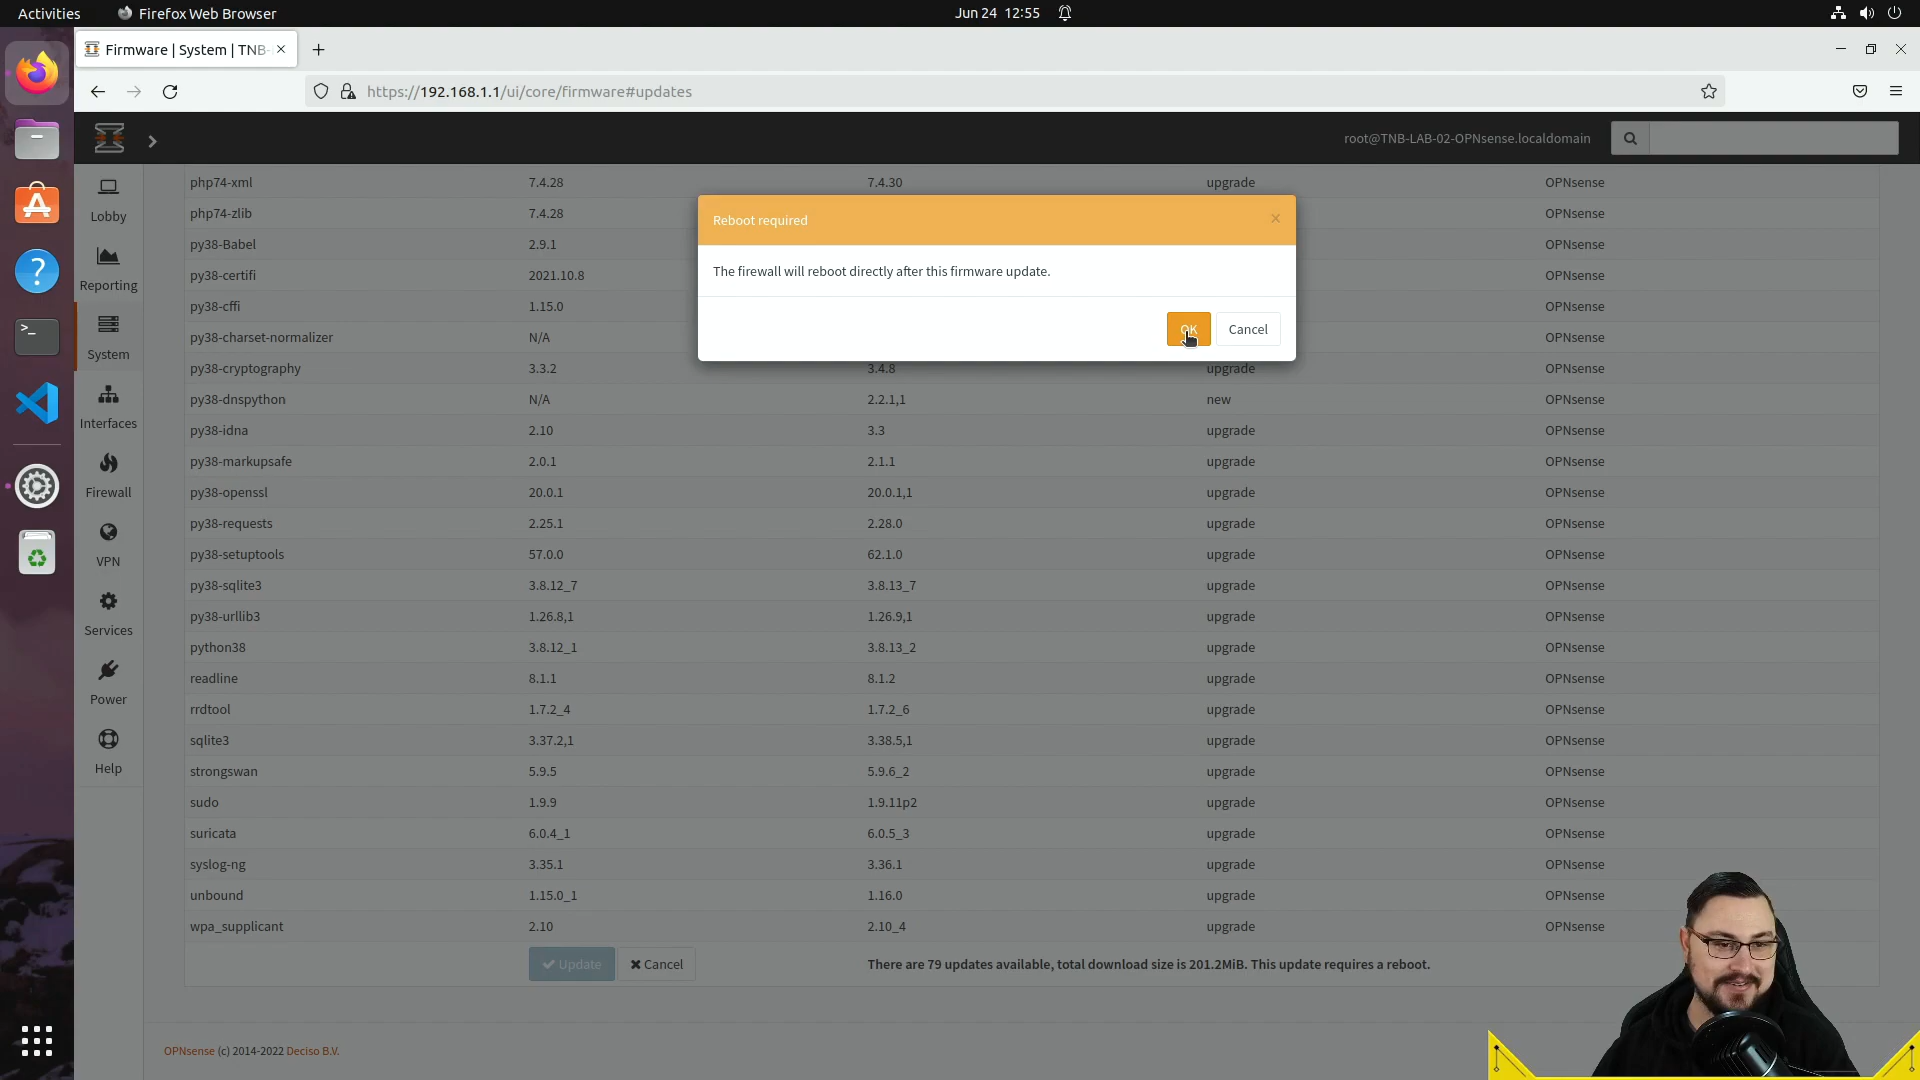 Activities
Firefox Web Browser
Jun 24 12:55
Firmware | System | TNB-
https://192.168.1.1/ui/core/firmware#updates
root@TNB-LAB-02-OPNsense.localdomain
Lobby
Reporting
System
Interfaces
Firewall
VPN
Services
Power
Help
php74-xml 7.4.28 7.4.30 upgrade OPNsense
php74-zlib 7.4.28 OPNsense
py38-Babel 2.9.1 OPNsense
py38-certifi 2021.10.8 OPNsense
py38-cffi 1.15.0 OPNsense
py38-charset-normalizer N/A OPNsense
py38-cryptography 3.3.2 3.4.8 upgrade OPNsense
py38-dnspython N/A 2.2.1,1 new OPNsense
py38-idna 2.10 3.3 upgrade OPNsense
py38-markupsafe 2.0.1 2.1.1 upgrade OPNsense
py38-openssl 20.0.1 20.0.1,1 upgrade OPNsense
py38-requests 2.25.1 2.28.0 upgrade OPNsense
py38-setuptools 57.0.0 62.1.0 upgrade OPNsense
py38-sqlite3 3.8.12_7 3.8.13_7 upgrade OPNsense
py38-urllib3 1.26.8,1 1.26.9,1 upgrade OPNsense
python38 3.8.12_1 3.8.13_2 upgrade OPNsense
readline 8.1.1 8.1.2 upgrade OPNsense
rrdtool 1.7.2_4 1.7.2_6 upgrade OPNsense
sqlite3 3.37.2,1 3.38.5,1 upgrade OPNsense
strongswan 5.9.5 5.9.6_2 upgrade OPNsense
sudo 1.9.9 1.9.11p2 upgrade OPNsense
suricata 6.0.4_1 6.0.5_3 upgrade OPNsense
syslog-ng 3.35.1 3.36.1 upgrade OPNsense
unbound 1.15.0_1 1.16.0 upgrade OPNsense
wpa_supplicant 2.10 2.10_4 upgrade OPNsense
Update Cancel There are 79 updates available, total download size is 201.2MiB. This update requires a reboot.
Reboot required
The firewall will reboot directly after this firmware update.
OK Cancel
OPNsense (c) 2014-2022 Deciso B.V.